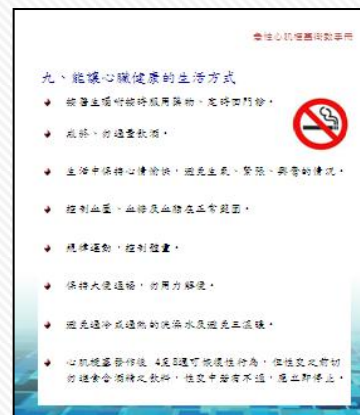 急性心肌梗塞衛教手冊
九、能讓心臟健康的生活方式
按醫生囑咐按時服用藥物、定時回門診。
戒菸、勿過量飲酒。
生活中保持心情愉快，避免生氣、緊張、興奮的情況。
控制血壓、血糖及血脂在正常範圍。
規律運動，控制體重。
保持大便通暢，勿用力解便。
避免過冷或過熱的洗澡水及避免三溫暖。
心肌梗塞發作後 4至8週可恢復性行為，但性交之前切
勿進食含酒精之飲料，性交中若有不適，應立即停止。